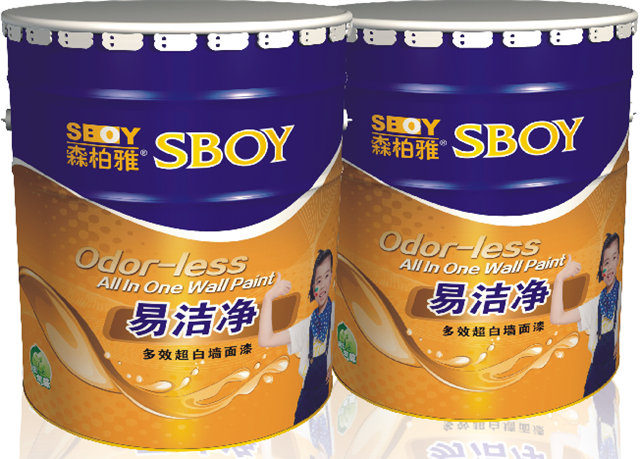 SBOY
森柏雅® SBOY
Odor-less
All In One Wall Paint
易洁净
多效超白墙面漆
SBOY
森柏雅® SBOY
Odor-less
All In One Wall Paint
易洁净
多效超白墙面漆